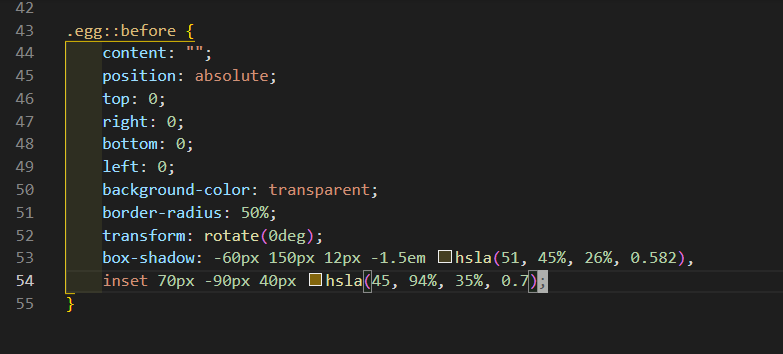 42
43 .egg::before {
44 content: "";
45 position: absolute;
46 top: 0;
47 right: 0;
48 bottom: 0;
49 left: 0;
50 background-color: transparent;
51 border-radius: 50%;
52 transform: rotate(0deg);
53 box-shadow: -60px 150px 12px -1.5em hsla(51, 45%, 26%, 0.582),
54 inset 70px -90px 40px hsla(45, 94%, 35%, 0.7);
55 }